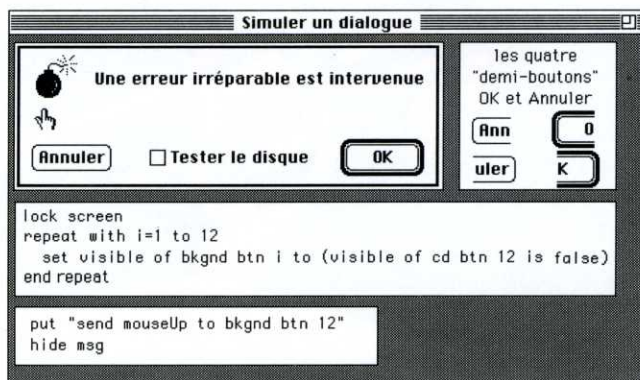 Simuler un dialogue
Une erreur irréparable est intervenue
Annuler
Tester le disque
OK
les quatre
"demi-boutons"
OK et Annuler
Ann
O
uler
K
lock screen
repeat with i=1 to 12
set visible of bkgnd btn i to (visible of cd btn 12 is false)
end repeat
put "send mouseUp to bkgnd btn 12"
hide msg